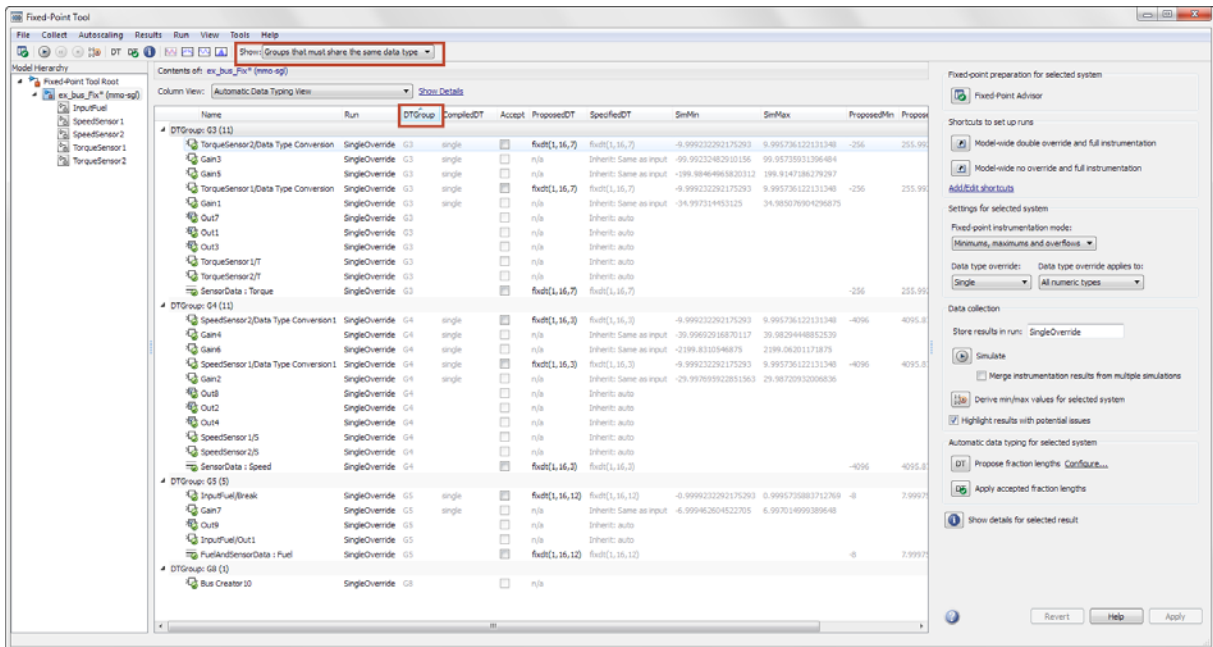 Fixed-Point Tool
File Collect Autoscaling Results Run View Tools Help
DT Show: Groups that must share the same data type
Model Hierarchy
Fixed-Point Tool Root
ex_bus_Fix* (mmo-sgl)
InputFuel
SpeedSensor1
SpeedSensor2
TorqueSensor1
TorqueSensor2
Contents of: ex_bus_Fix* (mmo-sgl)
Column View: Automatic Data Typing View Show Details
Name Run DTGroup CompiledDT Accept ProposedDT SpecifiedDT SimMin SimMax ProposedMin Propose
DTGroup: G3 (11)
TorqueSensor2/Data Type Conversion SingleOverride G3 single fixdt(1,16,7) fixdt(1,16,7) -9.999232292175293 9.995736122131348 -256 255.99
Gain3 SingleOverride G3 single n/a Inherit: Same as input -99.99232482910156 99.95735931396484
Gain5 SingleOverride G3 single n/a Inherit: Same as input -199.98464965820312 199.9147186279297
TorqueSensor1/Data Type Conversion SingleOverride G3 single fixdt(1,16,7) fixdt(1,16,7) -9.999232292175293 9.995736122131348 -256 255.99
Gain1 SingleOverride G3 single n/a Inherit: Same as input -34.997314453125 34.985076904296875
Out7 SingleOverride G3 n/a Inherit: auto
Out1 SingleOverride G3 n/a Inherit: auto
Out3 SingleOverride G3 n/a Inherit: auto
TorqueSensor1/T SingleOverride G3 n/a Inherit: auto
TorqueSensor2/T SingleOverride G3 n/a Inherit: auto
SensorData : Torque SingleOverride G3 fixdt(1,16,7) fixdt(1,16,7) -256 255.99
DTGroup: G4 (11)
SpeedSensor2/Data Type Conversion1 SingleOverride G4 single fixdt(1,16,3) fixdt(1,16,3) -9.999232292175293 9.995736122131348 -4096 4095.8
Gain4 SingleOverride G4 single n/a Inherit: Same as input -39.99692916870117 39.98294448852539
Gain6 SingleOverride G4 single n/a Inherit: Same as input -2199.8310546875 2199.06201171875
SpeedSensor1/Data Type Conversion1 SingleOverride G4 single fixdt(1,16,3) fixdt(1,16,3) -9.999232292175293 9.995736122131348 -4096 4095.8
Gain2 SingleOverride G4 single n/a Inherit: Same as input -29.997695922851563 29.98720932006836
Out8 SingleOverride G4 n/a Inherit: auto
Out2 SingleOverride G4 n/a Inherit: auto
Out4 SingleOverride G4 n/a Inherit: auto
SpeedSensor1/S SingleOverride G4 n/a Inherit: auto
SpeedSensor2/S SingleOverride G4 n/a Inherit: auto
SensorData : Speed SingleOverride G4 fixdt(1,16,3) fixdt(1,16,3) -4096 4095.8
DTGroup: G5 (5)
InputFuel/Break SingleOverride G5 single fixdt(1,16,12) fixdt(1,16,12) -0.9999232292175293 0.9995735883712769 -8 7.9997
Gain7 SingleOverride G5 single n/a Inherit: Same as input -6.999462604522705 6.997014999389648
Out9 SingleOverride G5 n/a Inherit: auto
InputFuel/Out1 SingleOverride G5 n/a Inherit: auto
FuelAndSensorData : Fuel SingleOverride G5 fixdt(1,16,12) fixdt(1,16,12) -8 7.9997
DTGroup: G8 (1)
Bus Creator10 SingleOverride G8 n/a
Fixed-point preparation for selected system
Fixed-Point Advisor
Shortcuts to set up runs
Model-wide double override and full instrumentation
Model-wide no override and full instrumentation
Add/Edit shortcuts
Settings for selected system
Fixed-point instrumentation mode:
Minimums, maximums and overflows
Data type override: Data type override applies to:
Single All numeric types
Data collection
Store results in run: SingleOverride
Simulate
Merge instrumentation results from multiple simulations
Derive min/max values for selected system
Highlight results with potential issues
Automatic data typing for selected system
DT Propose fraction lengths Configure...
Apply accepted fraction lengths
Show details for selected result
Revert Help Apply